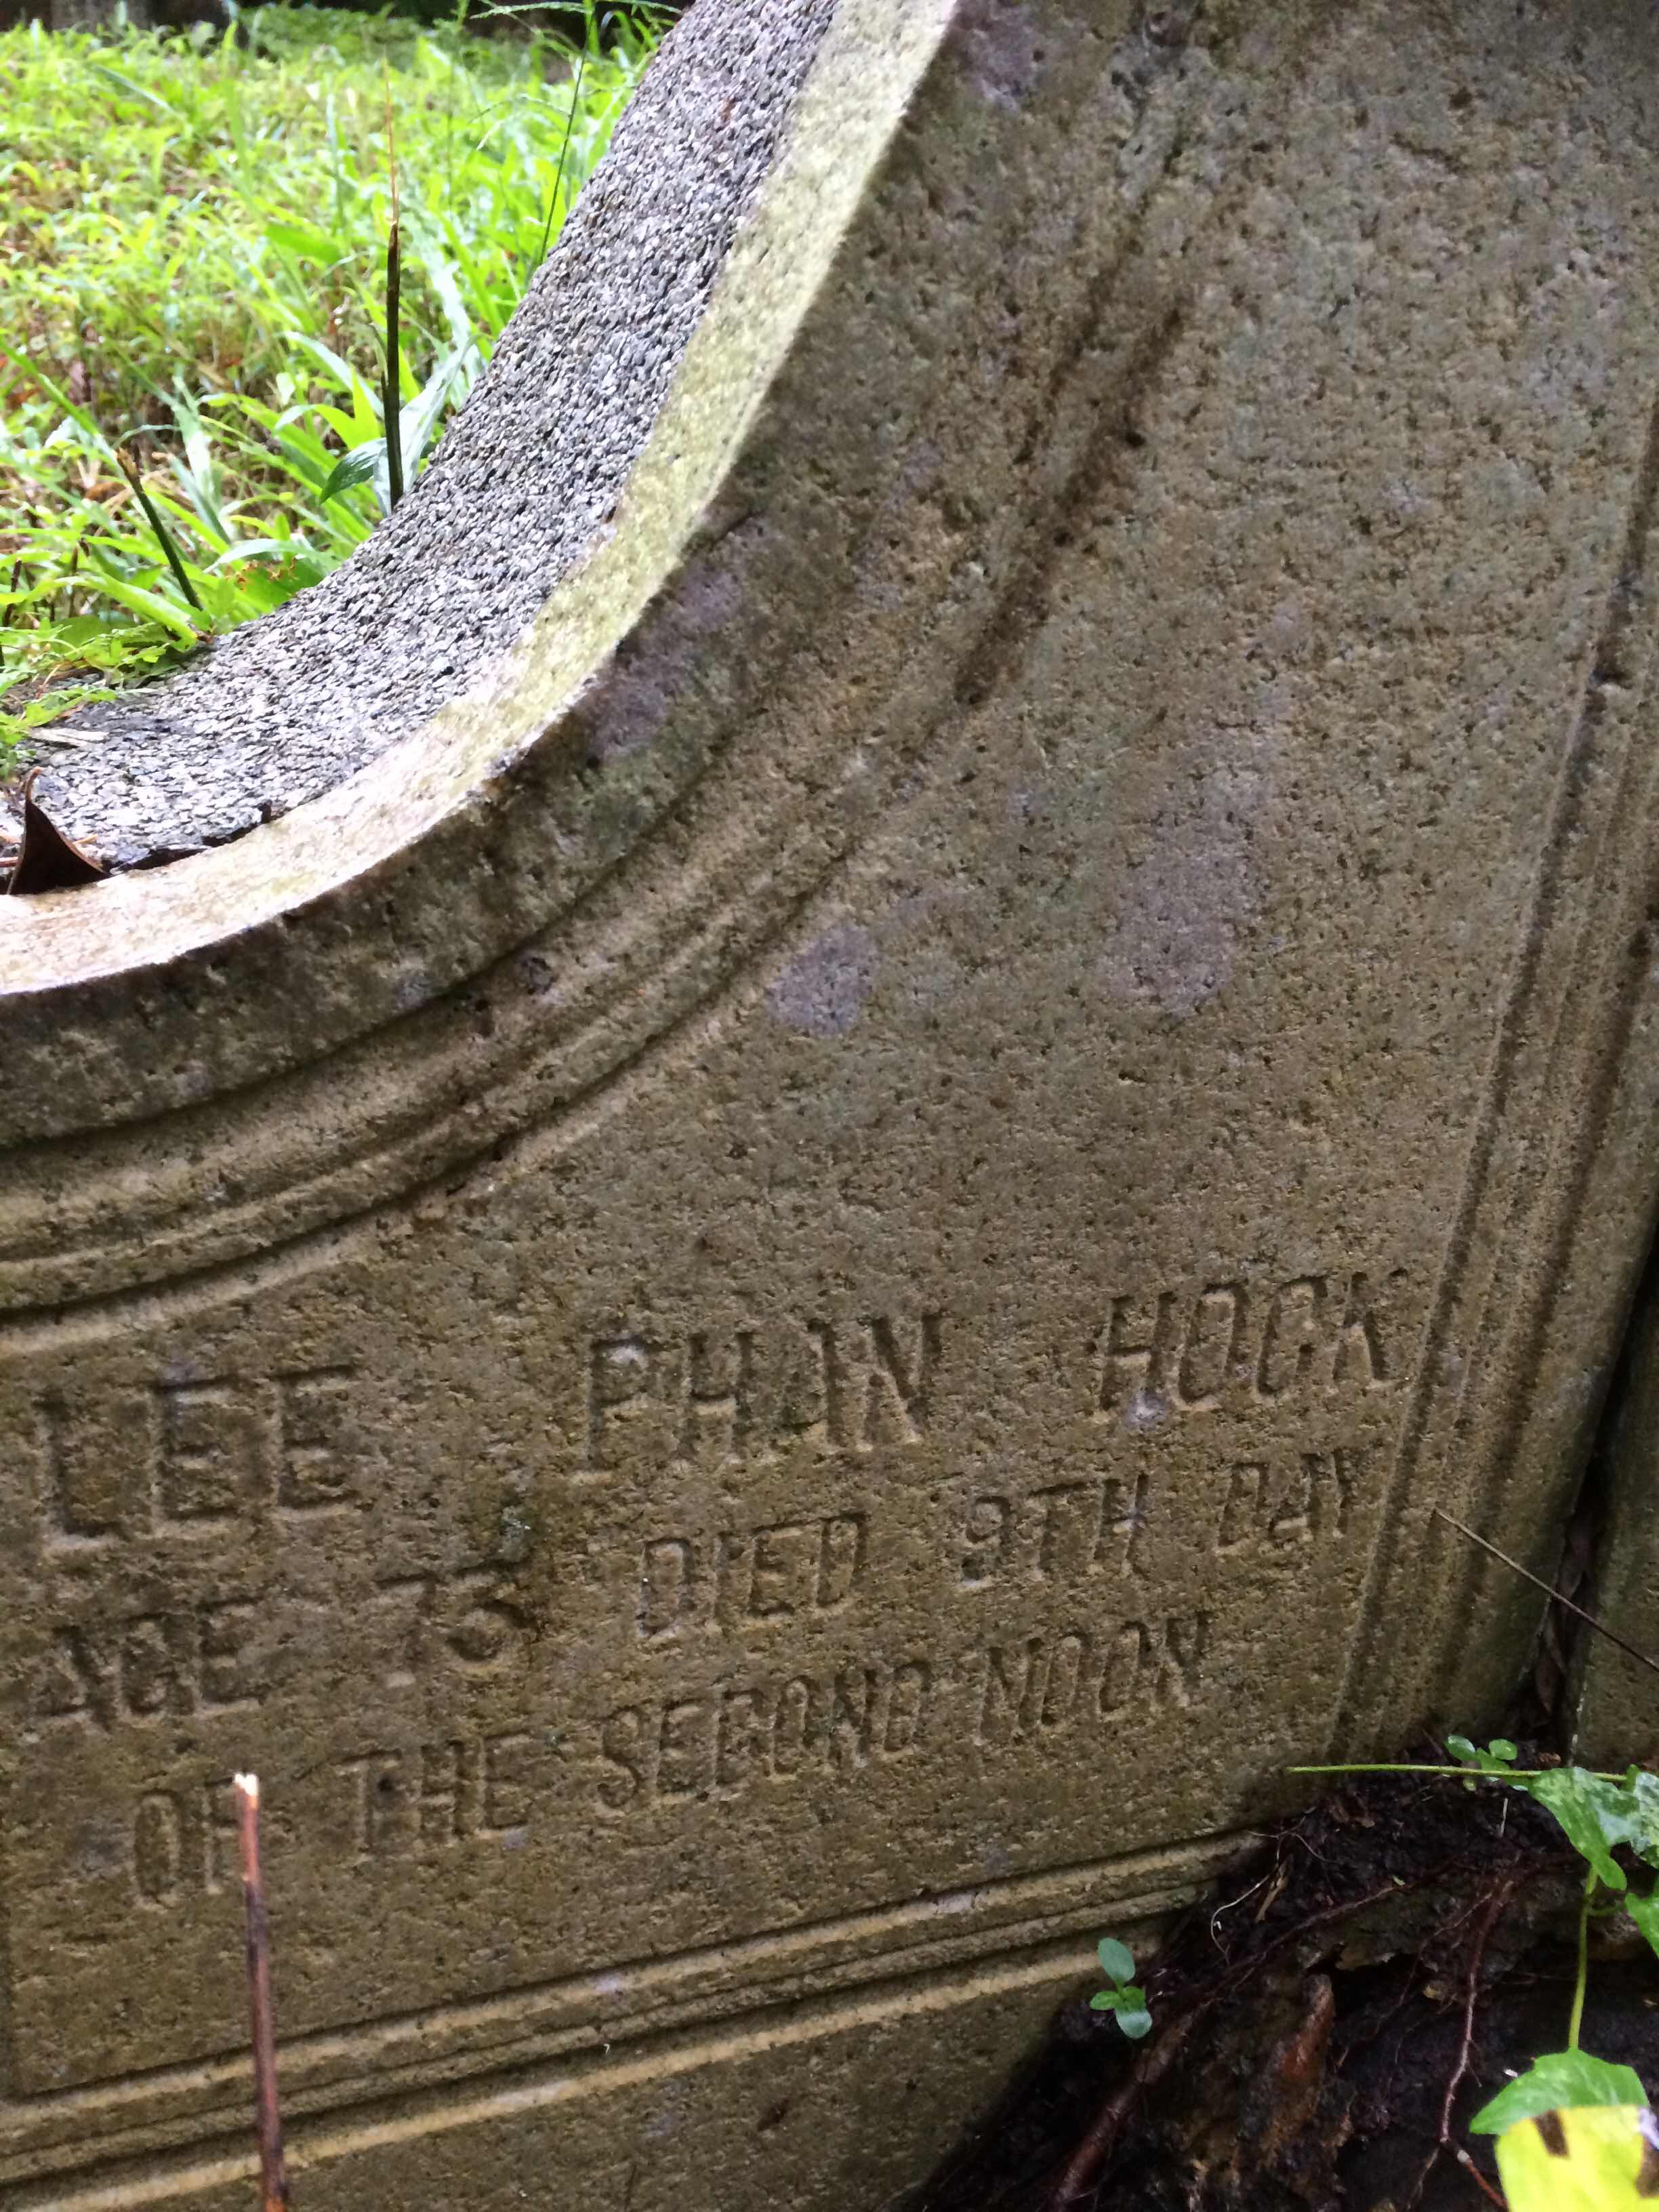 LEE PHAN HOCK
AGE 73 DIED 9TH DAY
OF THE SECOND MOON